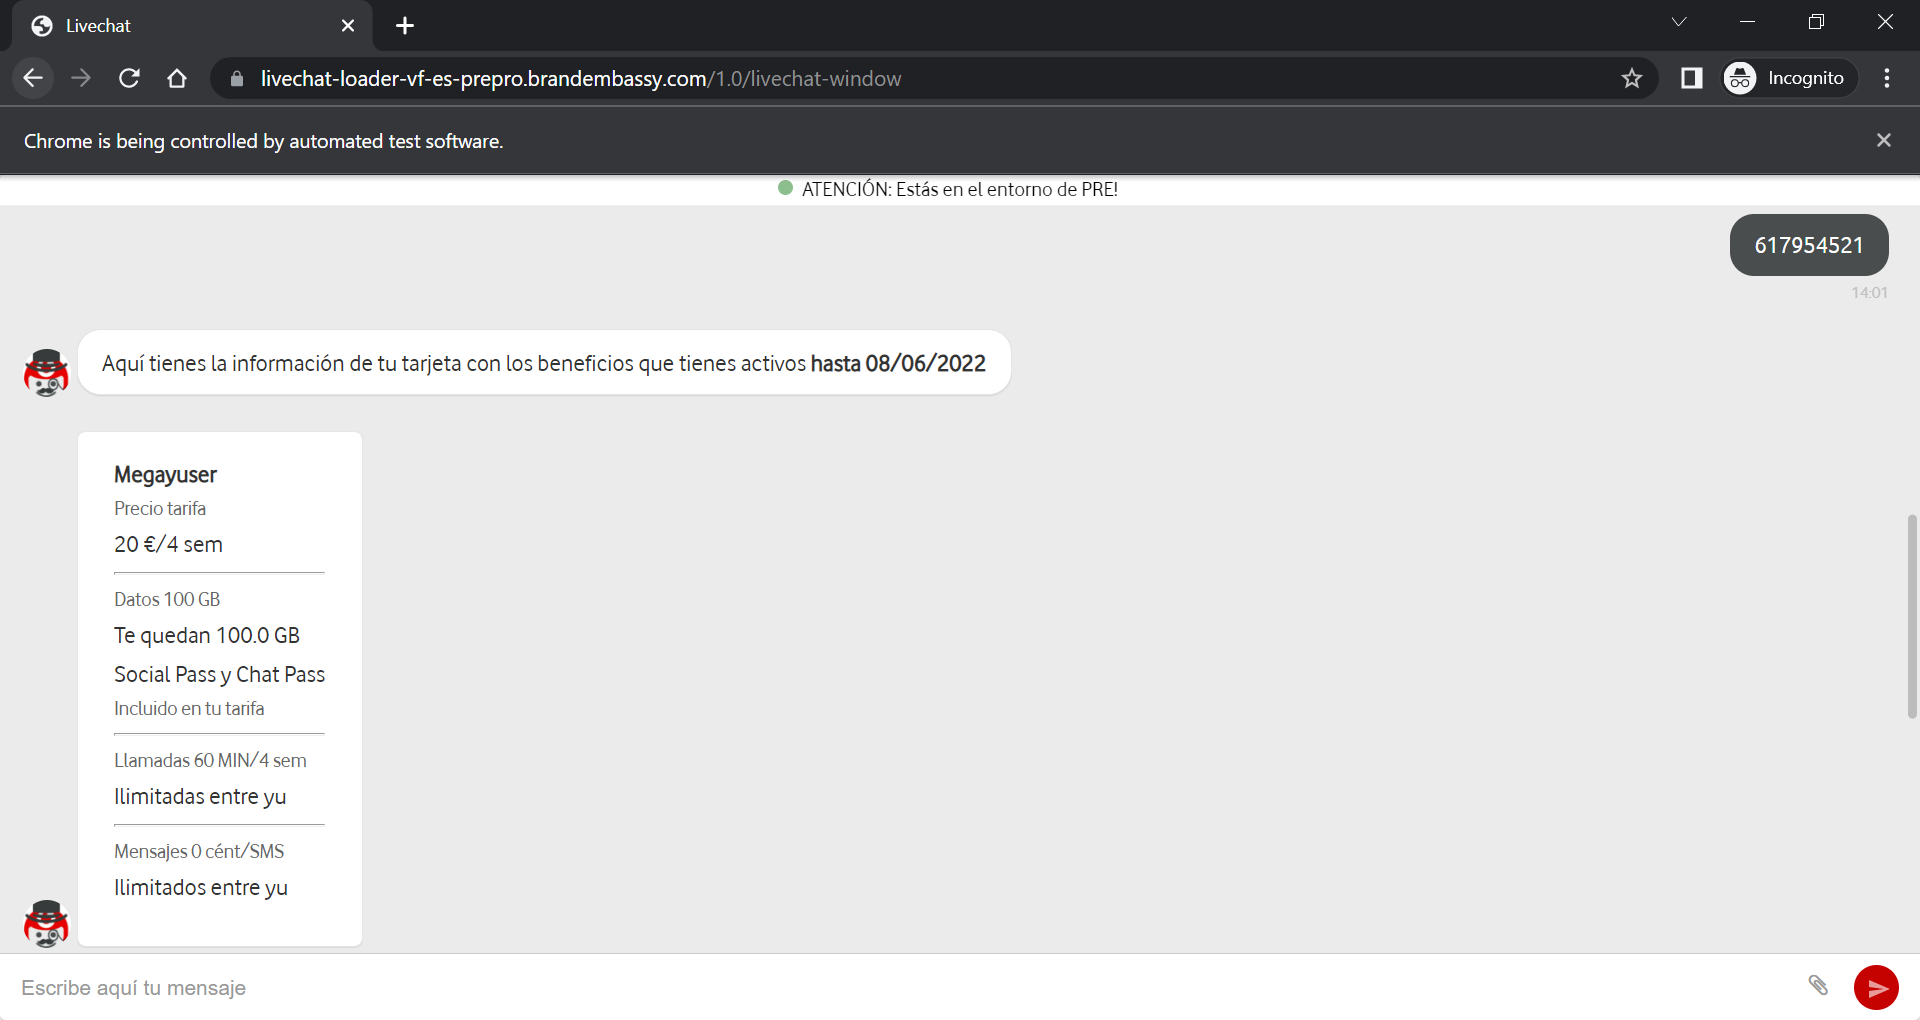 Livechat
livechat-loader-vf-es-prepro.brandembassy.com/1.0/livechat-window
Incognito
Chrome is being controlled by automated test software.
ATENCIÓN: Estás en el entorno de PRE!
617954521
14:01
Aquí tienes la información de tu tarjeta con los beneficios que tienes activos hasta 08/06/2022
Megayuser
Precio tarifa
20 €/4 sem
Datos 100 GB
Te quedan 100.0 GB
Social Pass y Chat Pass
Incluido en tu tarifa
Llamadas 60 MIN/4 sem
Ilimitadas entre yu
Mensajes 0 cént/SMS
Ilimitados entre yu
Escribe aquí tu mensaje